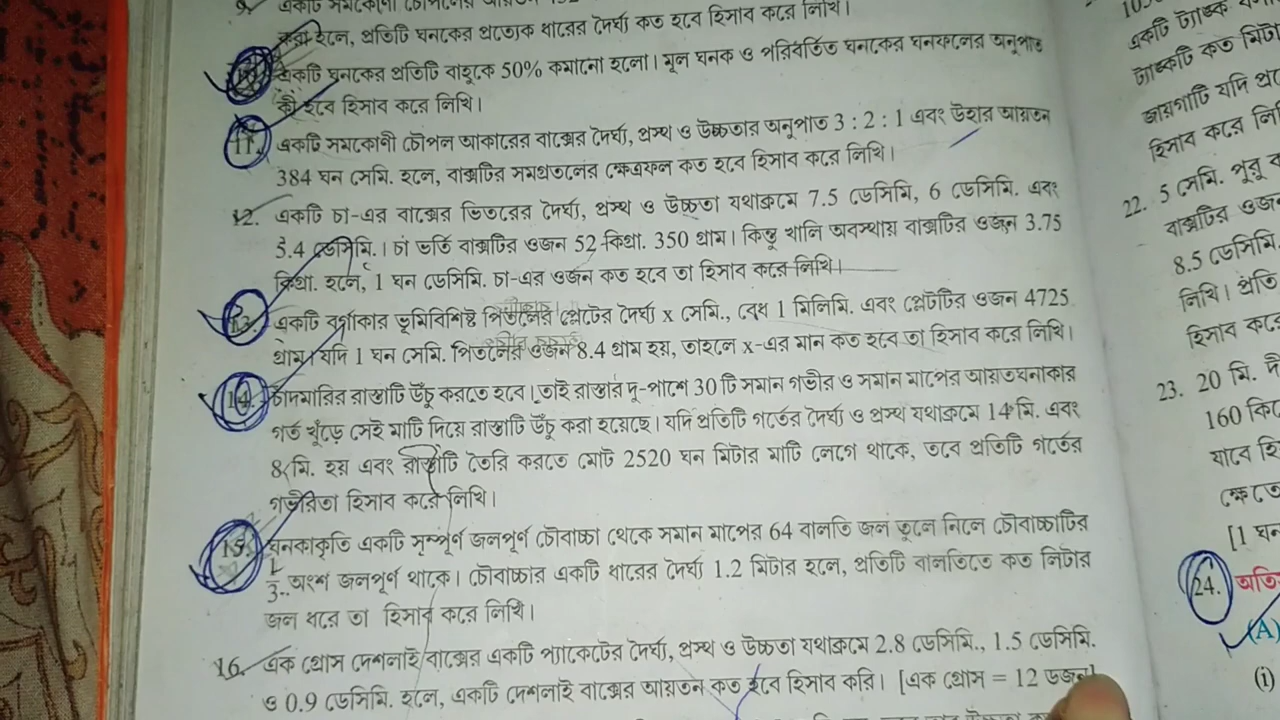 9. একটি সমকোণী চৌপলের আয়তন
করা হলে, প্রতিটি ঘনকের প্রত্যেক ধারের দৈর্ঘ্য কত হবে হিসাব করে লিখি।
একটি ঘনকের প্রতিটি বাহুকে 50% কমানো হলো। মূল ঘনক ও পরিবর্তিত ঘনকের ঘনফলের অনুপাত
কী হবে হিসাব করে লিখি।
11. একটি সমকোণী চৌপল আকারের বাক্সের দৈর্ঘ্য, প্রস্থ ও উচ্চতার অনুপাত 3 : 2 : 1 এবং উহার আয়তন
384 ঘন সেমি. হলে, বাক্সটির সমগ্রতলের ক্ষেত্রফল কত হবে হিসাব করে লিখি।
12. একটি চা-এর বাক্সের ভিতরের দৈর্ঘ্য, প্রস্থ ও উচ্চতা যথাক্রমে 7.5 ডেসিমি, 6 ডেসিমি. এবং
5.4 ডেসিমি.। চা ভর্তি বাক্সটির ওজন 52 কিগ্রা. 350 গ্রাম। কিন্তু খালি অবস্থায় বাক্সটির ওজন 3.75
কিগ্রা. হলে, 1 ঘন ডেসিমি. চা-এর ওজন কত হবে তা হিসাব করে লিখি।
13. একটি বর্গাকার ভূমিবিশিষ্ট পিতলের প্লেটের দৈর্ঘ্য x সেমি., বেধ 1 মিলিমি. এবং প্লেটটির ওজন 4725
গ্রাম। যদি 1 ঘন সেমি. পিতলের ওজন 8.4 গ্রাম হয়, তাহলে x-এর মান কত হবে তা হিসাব করে লিখি।
14. চাঁদমারির রাস্তাটি উঁচু করতে হবে। তাই রাস্তার দু-পাশে 30 টি সমান গভীর ও সমান মাপের আয়তঘনাকার
গর্ত খুঁড়ে সেই মাটি দিয়ে রাস্তাটি উঁচু করা হয়েছে। যদি প্রতিটি গর্তের দৈর্ঘ্য ও প্রস্থ যথাক্রমে 14 মি. এবং
8 মি. হয় এবং রাস্তাটি তৈরি করতে মোট 2520 ঘন মিটার মাটি লেগে থাকে, তবে প্রতিটি গর্তের
গভীরতা হিসাব করে লিখি।
15. ঘনকাকৃতি একটি সম্পূর্ণ জলপূর্ণ চৌবাচ্চা থেকে সমান মাপের 64 বালতি জল তুলে নিলে চৌবাচ্চাটির
1/3 অংশ জলপূর্ণ থাকে। চৌবাচ্চার একটি ধারের দৈর্ঘ্য 1.2 মিটার হলে, প্রতিটি বালতিতে কত লিটার
জল ধরে তা হিসাব করে লিখি।
16. এক গ্রোস দেশলাই বাক্সের একটি প্যাকেটের দৈর্ঘ্য, প্রস্থ ও উচ্চতা যথাক্রমে 2.8 ডেসিমি., 1.5 ডেসিমি.
ও 0.9 ডেসিমি. হলে, একটি দেশলাই বাক্সের আয়তন কত হবে হিসাব করি। [এক গ্রোস = 12 ডজন]
একটি ট্যাঙ্ক
ট্যাঙ্কটি কত মিটা
জায়গাটি যদি
হিসাব করে লি
22. 5 সেমি. পুরু
বাক্সটির ওজ
8.5 ডেসিমি
লিখি। প্রতি
হিসাব করে
23. 20 মি. দী
160 কি
যাবে হি
ক্ষেতে
[1 ঘন
24. অতি
(A)
(i)